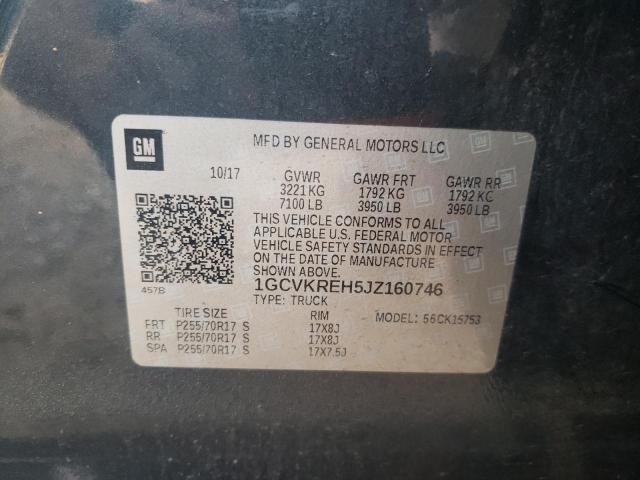 GM
MFD BY GENERAL MOTORS LLC
10/17 GVWR GAWR FRT GAWR RR
3221 KG 1792 KG 1792 KG
7100 LB 3950 LB 3950 LB
THIS VEHICLE CONFORMS TO ALL
APPLICABLE U.S. FEDERAL MOTOR
VEHICLE SAFETY STANDARDS IN EFFECT
ON THE DATE OF MANUFACTURE
SHOWN ABOVE.
457B
1GCVKREH5JZ160746
TYPE: TRUCK
TIRE SIZE RIM MODEL: 56CK15753
FRT P255/70R17 S 17X8J
RR P255/70R17 S 17X8J
SPA P255/70R17 S 17X7.5J